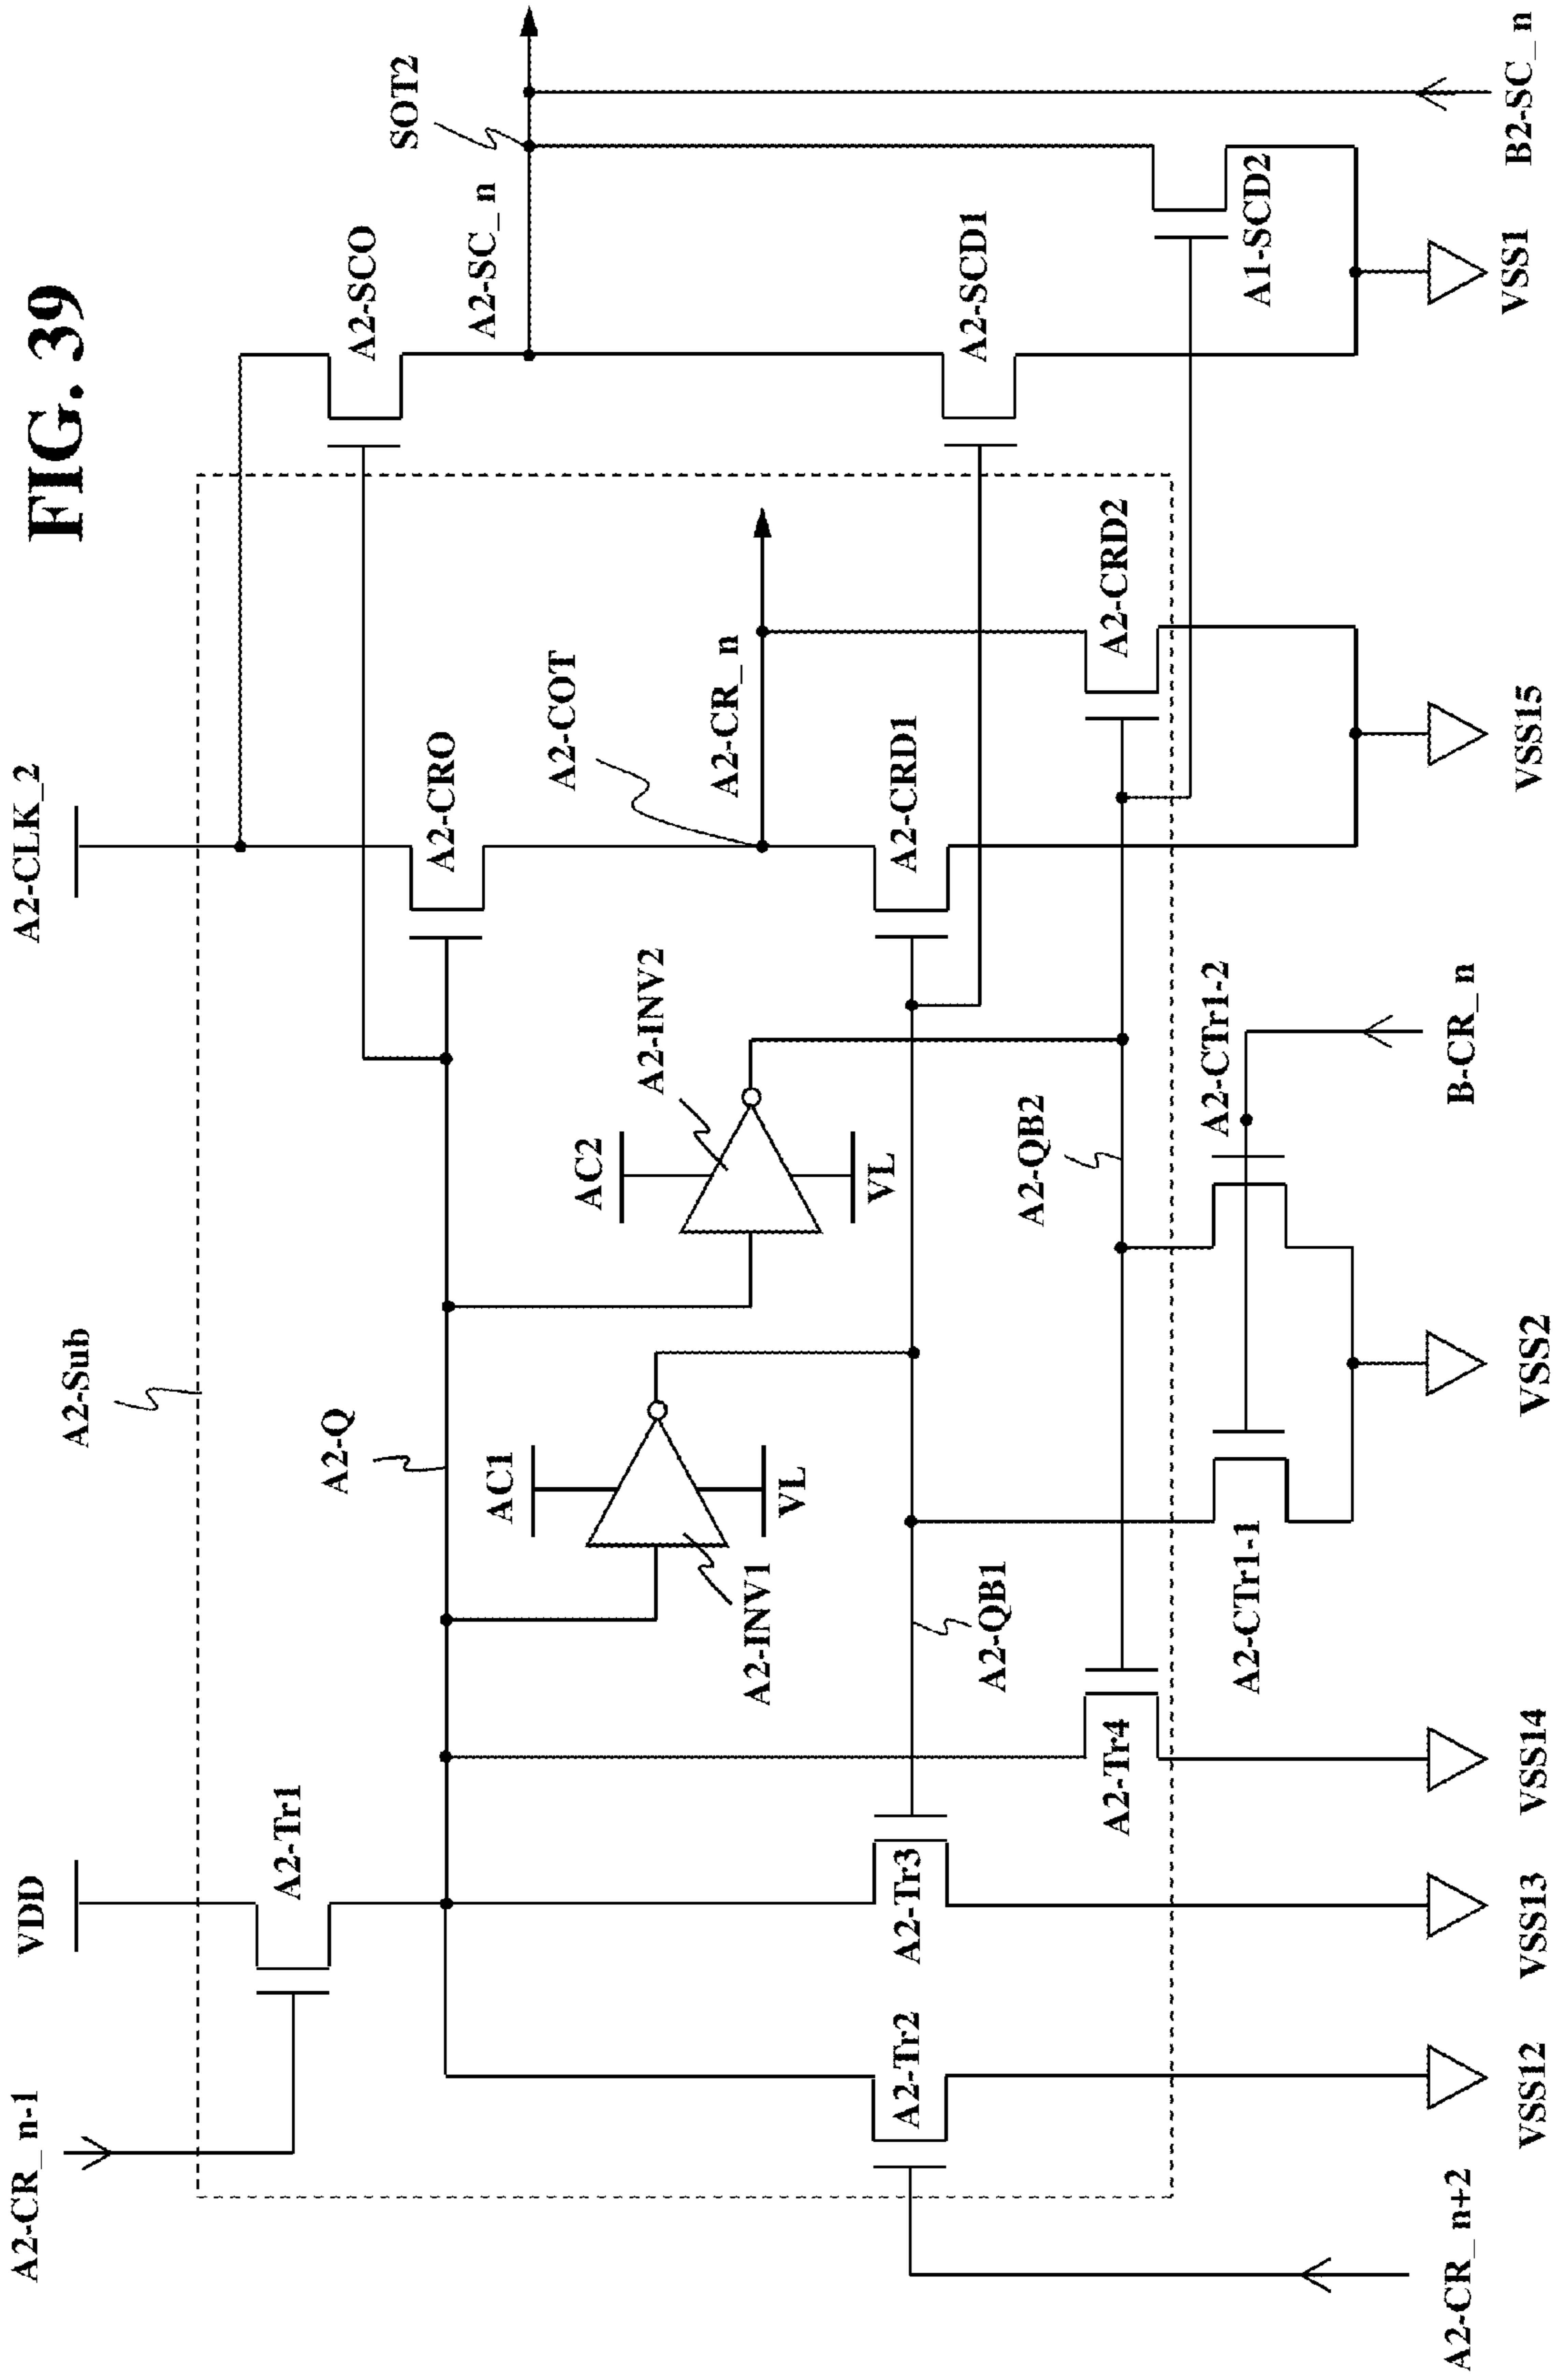 FIG. 39
A2-CR_n-1
VDD
A2-Sub
A2-CLK_2
A2-Tr1
A2-Q
A2-SCO
A2-CRO
SOT2
A2-SC_n
AC1
AC2
A2-INV2
A2-COT
A2-CR_n
A2-INV1
VL
VL
A2-Tr2
A2-Tr3
A2-CRD1
A2-SCD1
A2-QB1
A2-QB2
A2-Tr4
A2-CRD2
A2-CTr1-1
A2-CTr1-2
A1-SCD2
A2-CR_n+2
VSS12
VSS13
VSS14
VSS2
B-CR_n
VSS15
VSS1
B2-SC_n